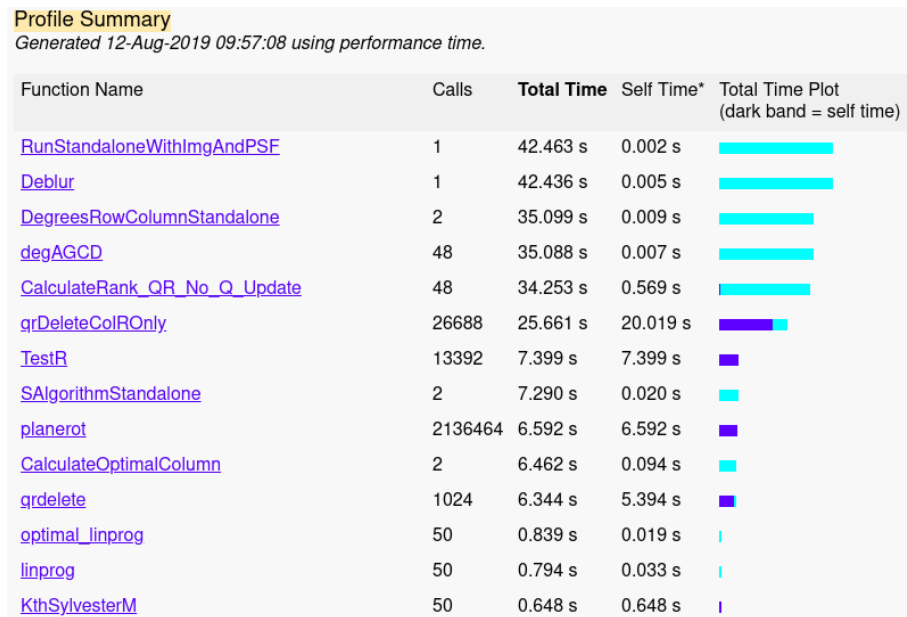 Profile Summary
Generated 12-Aug-2019 09:57:08 using performance time.
Function Name Calls Total Time Self Time* Total Time Plot
(dark band = self time)
RunStandaloneWithImgAndPSF 1 42.463 s 0.002 s
Deblur 1 42.436 s 0.005 s
DegreesRowColumnStandalone 2 35.099 s 0.009 s
degAGCD 48 35.088 s 0.007 s
CalculateRank_QR_No_Q_Update 48 34.253 s 0.569 s
qrDeleteColROnly 26688 25.661 s 20.019 s
TestR 13392 7.399 s 7.399 s
SAlgorithmStandalone 2 7.290 s 0.020 s
planerot 2136464 6.592 s 6.592 s
CalculateOptimalColumn 2 6.462 s 0.094 s
qrdelete 1024 6.344 s 5.394 s
optimal_linprog 50 0.839 s 0.019 s
linprog 50 0.794 s 0.033 s
KthSylvesterM 50 0.648 s 0.648 s